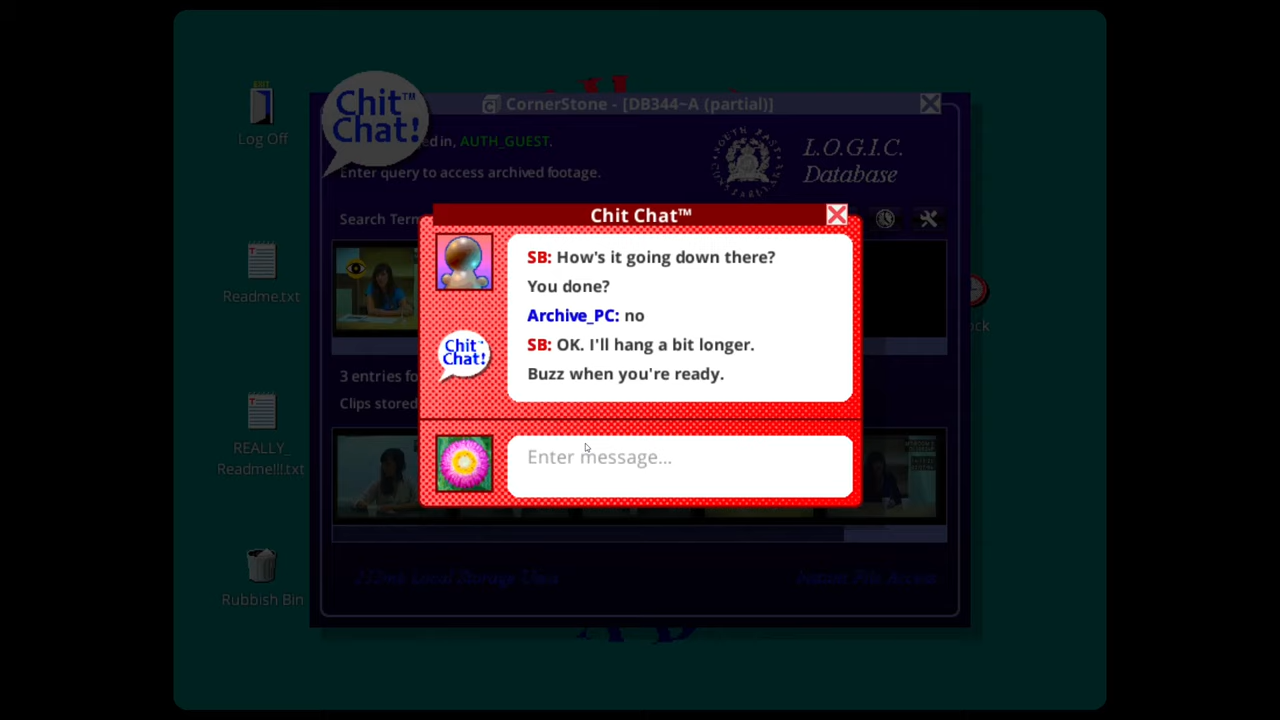 EXIT
Log Off
Chit™
Chat!
CornerStone - [DB344~A (partial)]
ed in, AUTH_GUEST.
Enter query to access archived footage.
L.O.G.I.C.
Database
Search Term
Readme.txt
Chit Chat™
SB: How's it going down there?
You done?
Archive_PC: no
Chit
Chat!
SB: OK. I'll hang a bit longer.
Buzz when you're ready.
ck
3 entries fo
Clips stored
REALLY_
Readme!!!.txt
Enter message...
Rubbish Bin